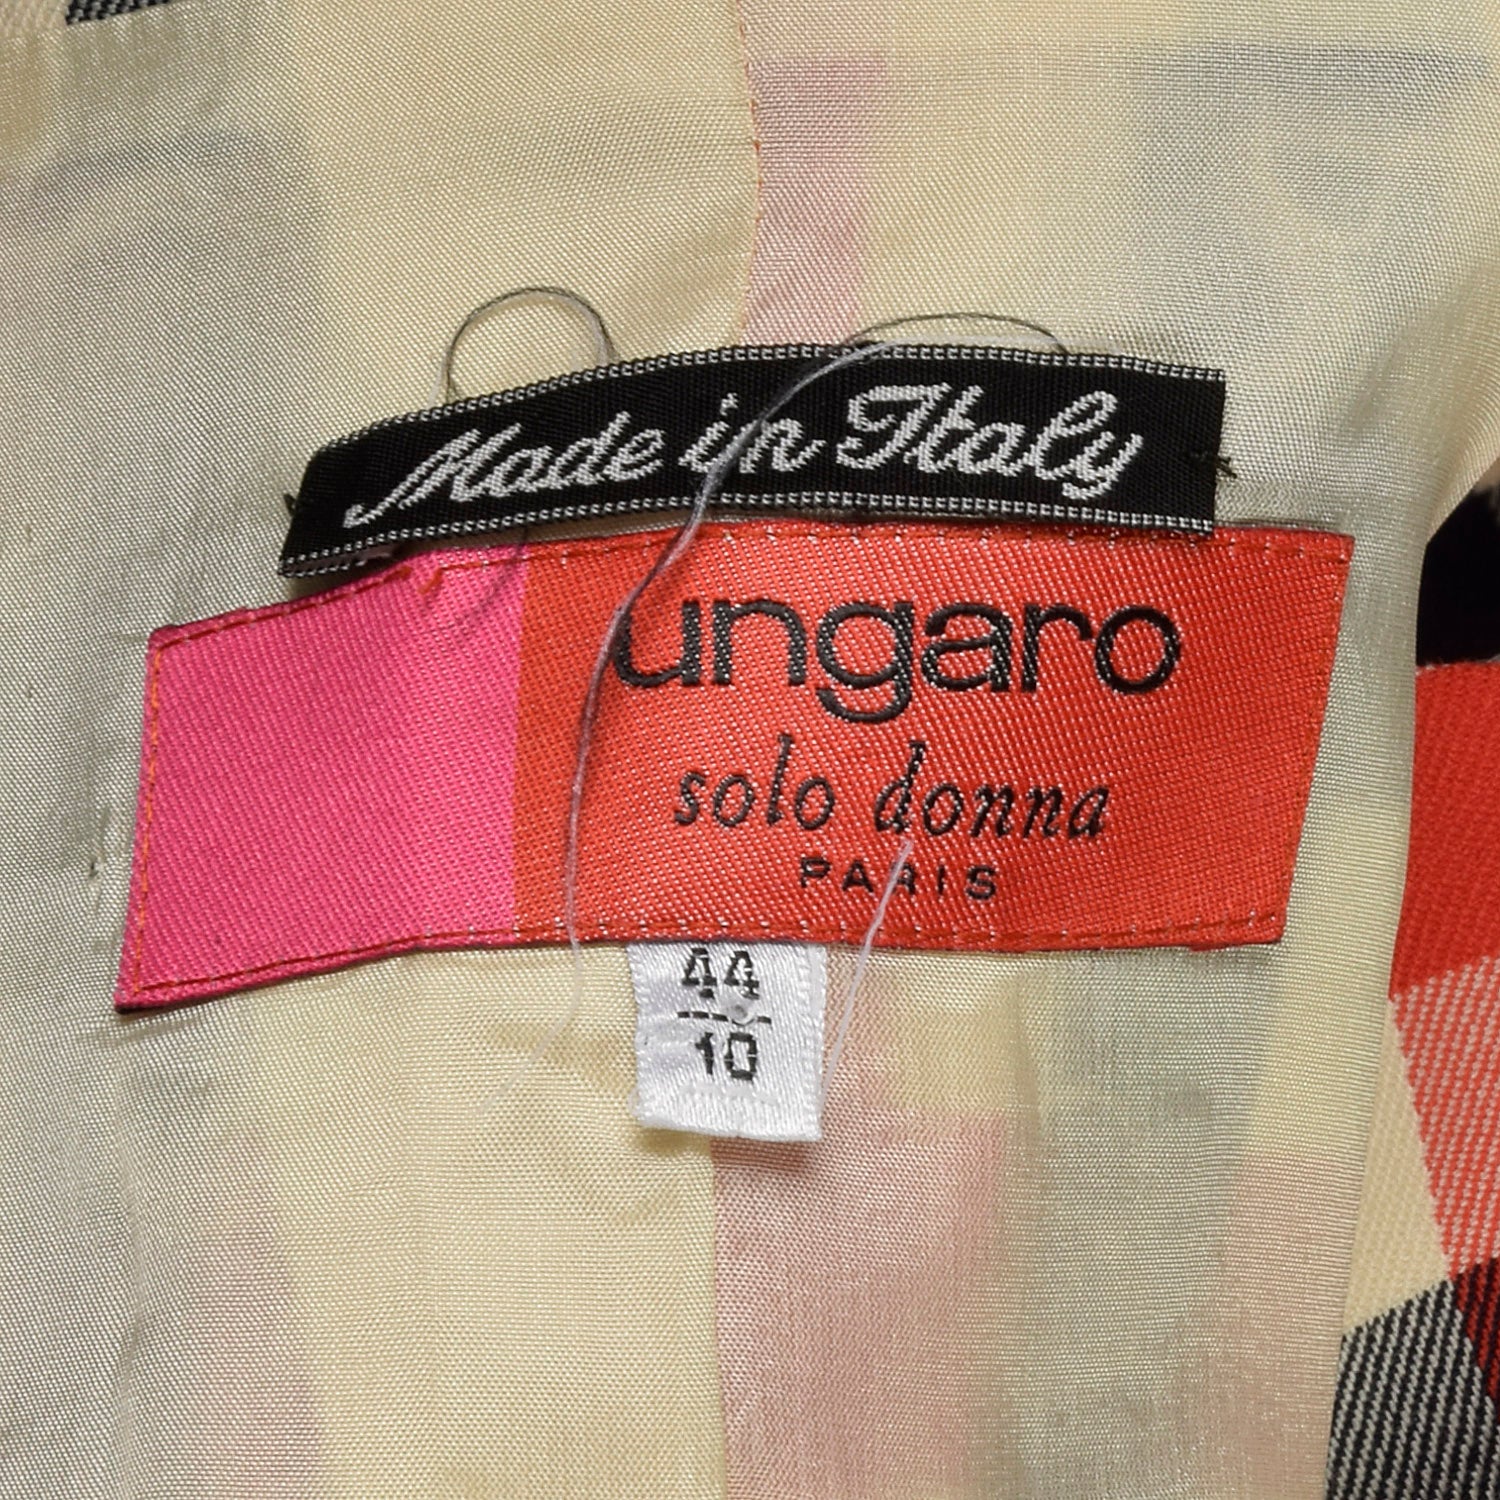 Made in Italy
ungaro
solo donna
PARIS
44
10